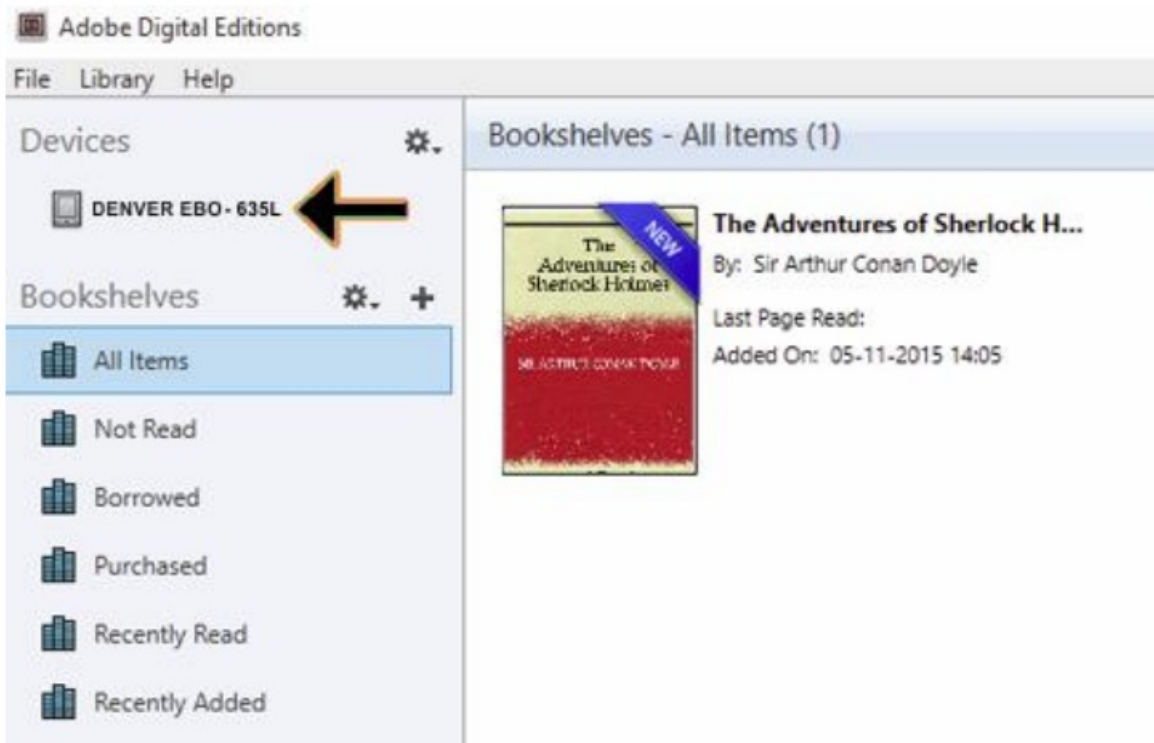 Adobe Digital Editions
File Library Help
Devices
DENVER EBO- 635L
Bookshelves
All Items
Not Read
Borrowed
Purchased
Recently Read
Recently Added
Bookshelves - All Items (1)
The
Adventures of
Sherlock Holmes
NEW
SIR ARTHUR CONAN DOYLE
The Adventures of Sherlock H...
By: Sir Arthur Conan Doyle
Last Page Read:
Added On: 05-11-2015 14:05